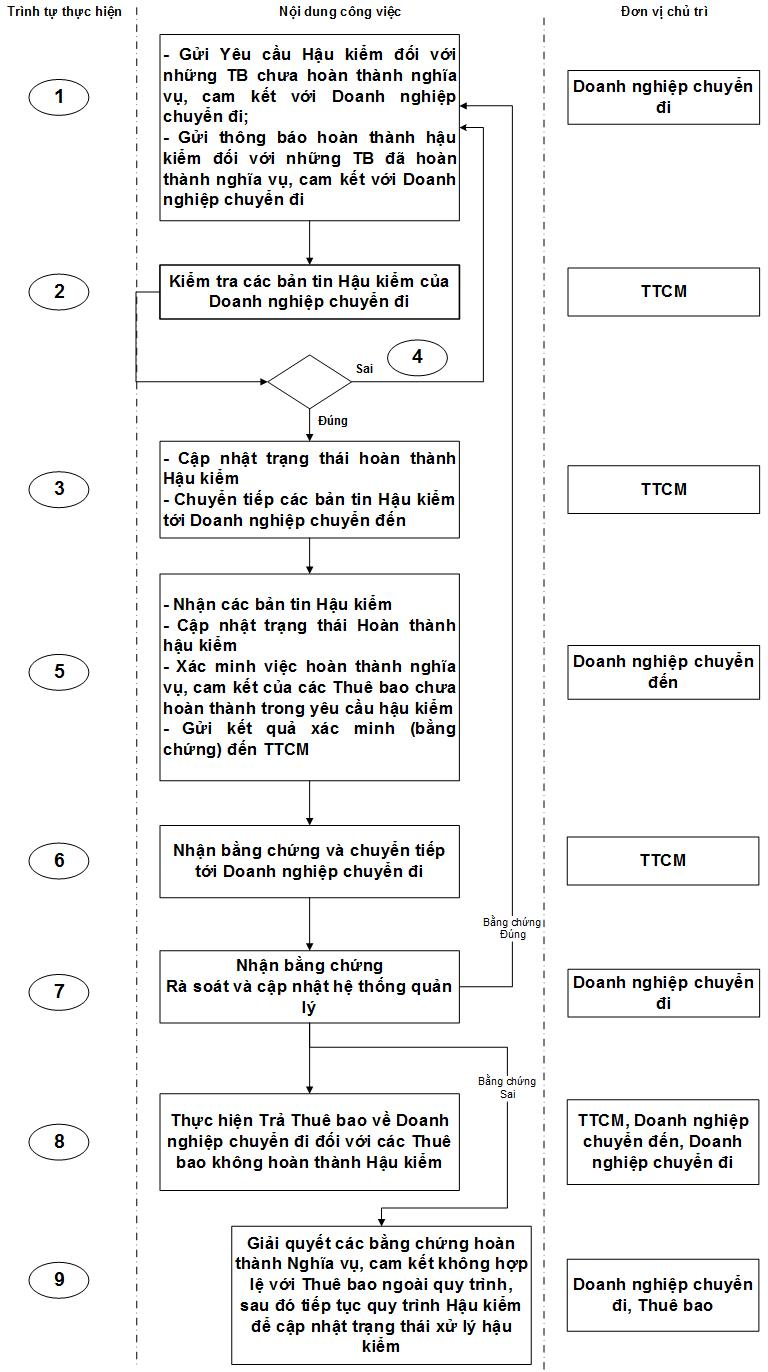 Trình tự thực hiện
Nội dung công việc
Đơn vị chủ trì
1
- Gửi Yêu cầu Hậu kiểm đối với
những TB chưa hoàn thành nghĩa
vụ, cam kết với Doanh nghiệp
chuyển đi;
- Gửi thông báo hoàn thành hậu
kiểm đối với những TB đã hoàn
thành nghĩa vụ, cam kết với Doanh
nghiệp chuyển đi
Doanh nghiệp chuyển
đi
2
Kiểm tra các bản tin Hậu kiểm của
Doanh nghiệp chuyển đi
TTCM
Sai
4
Đúng
3
- Cập nhật trạng thái hoàn thành
Hậu kiểm
- Chuyển tiếp các bản tin Hậu kiểm
tới Doanh nghiệp chuyển đến
TTCM
5
- Nhận các bản tin Hậu kiểm
- Cập nhật trạng thái Hoàn thành
hậu kiểm
- Xác minh việc hoàn thành nghĩa
vụ, cam kết của các Thuê bao chưa
hoàn thành trong yêu cầu hậu kiểm
- Gửi kết quả xác minh (bằng
chứng) đến TTCM
Doanh nghiệp chuyển
đến
6
Nhận bằng chứng và chuyển tiếp
tới Doanh nghiệp chuyển đi
TTCM
Bằng chứng
Đúng
7
Nhận bằng chứng
Rà soát và cập nhật hệ thống quản
lý
Doanh nghiệp chuyển
đi
Bằng chứng
Sai
8
Thực hiện Trả Thuê bao về Doanh
nghiệp chuyển đi đối với các Thuê
bao không hoàn thành Hậu kiểm
TTCM, Doanh nghiệp
chuyển đến, Doanh
nghiệp chuyển đi
9
Giải quyết các bằng chứng hoàn
thành Nghĩa vụ, cam kết không hợp
lệ với Thuê bao ngoài quy trình,
sau đó tiếp tục quy trình Hậu kiểm
để cập nhật trạng thái xử lý hậu
kiểm
Doanh nghiệp chuyển
đi, Thuê bao